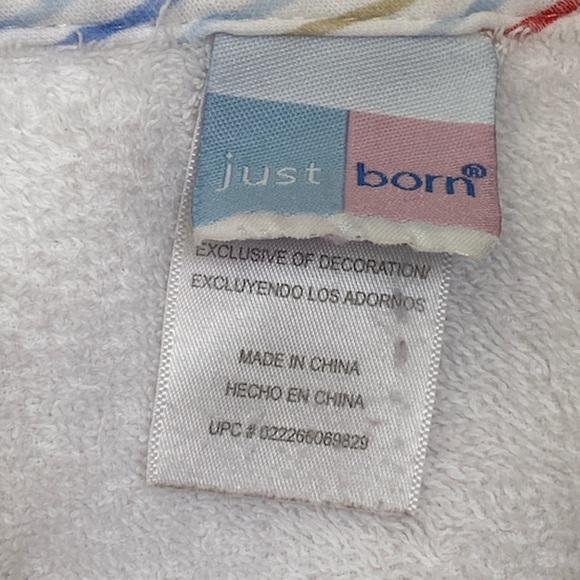 just born®
EXCLUSIVE OF DECORATION
EXCLUYENDO LOS ADORNOS
MADE IN CHINA
HECHO EN CHINA
UPC # 022266069829